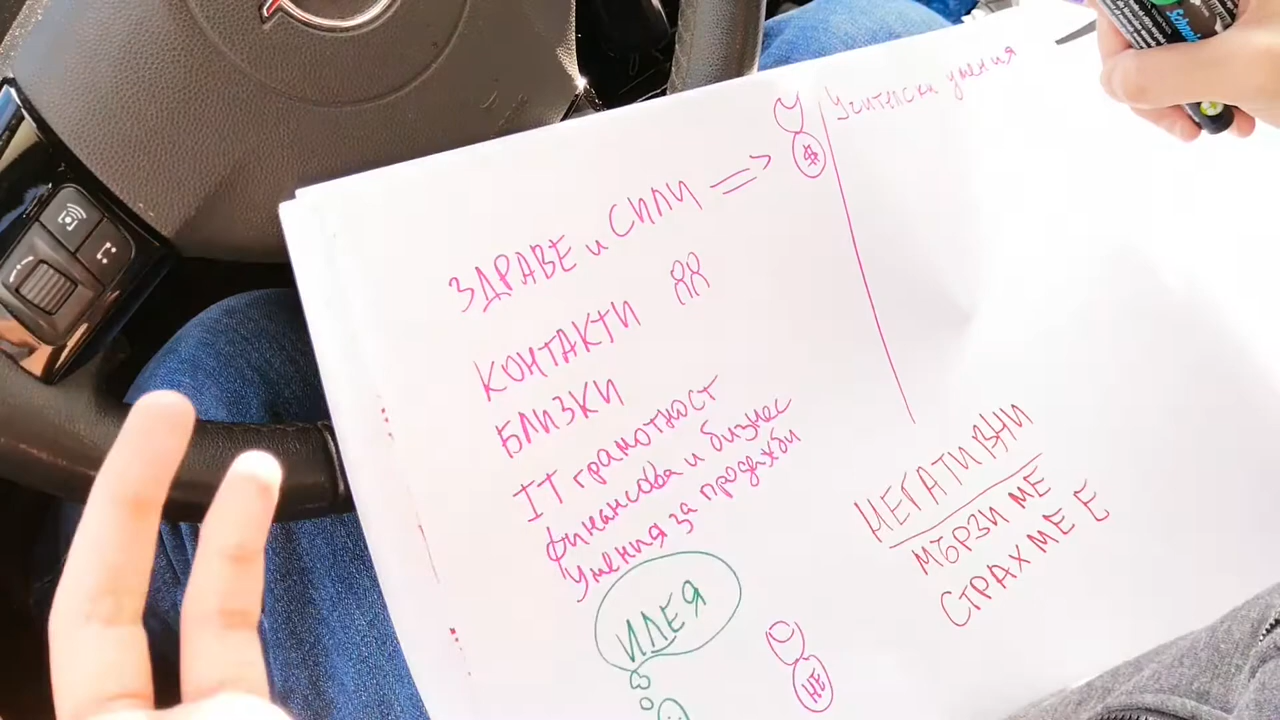 Учителски умения
ЗДРАВЕ и СИЛИ =>
$
КОНТАКТИ
БЛИЗКИ
IT грамотност
финансова и бизнес
Умения за продажби
ИДЕЯ
НЕ
НЕГАТИВНИ
МЪРЗИ МЕ
СТРАХ МЕ Е
Schneider